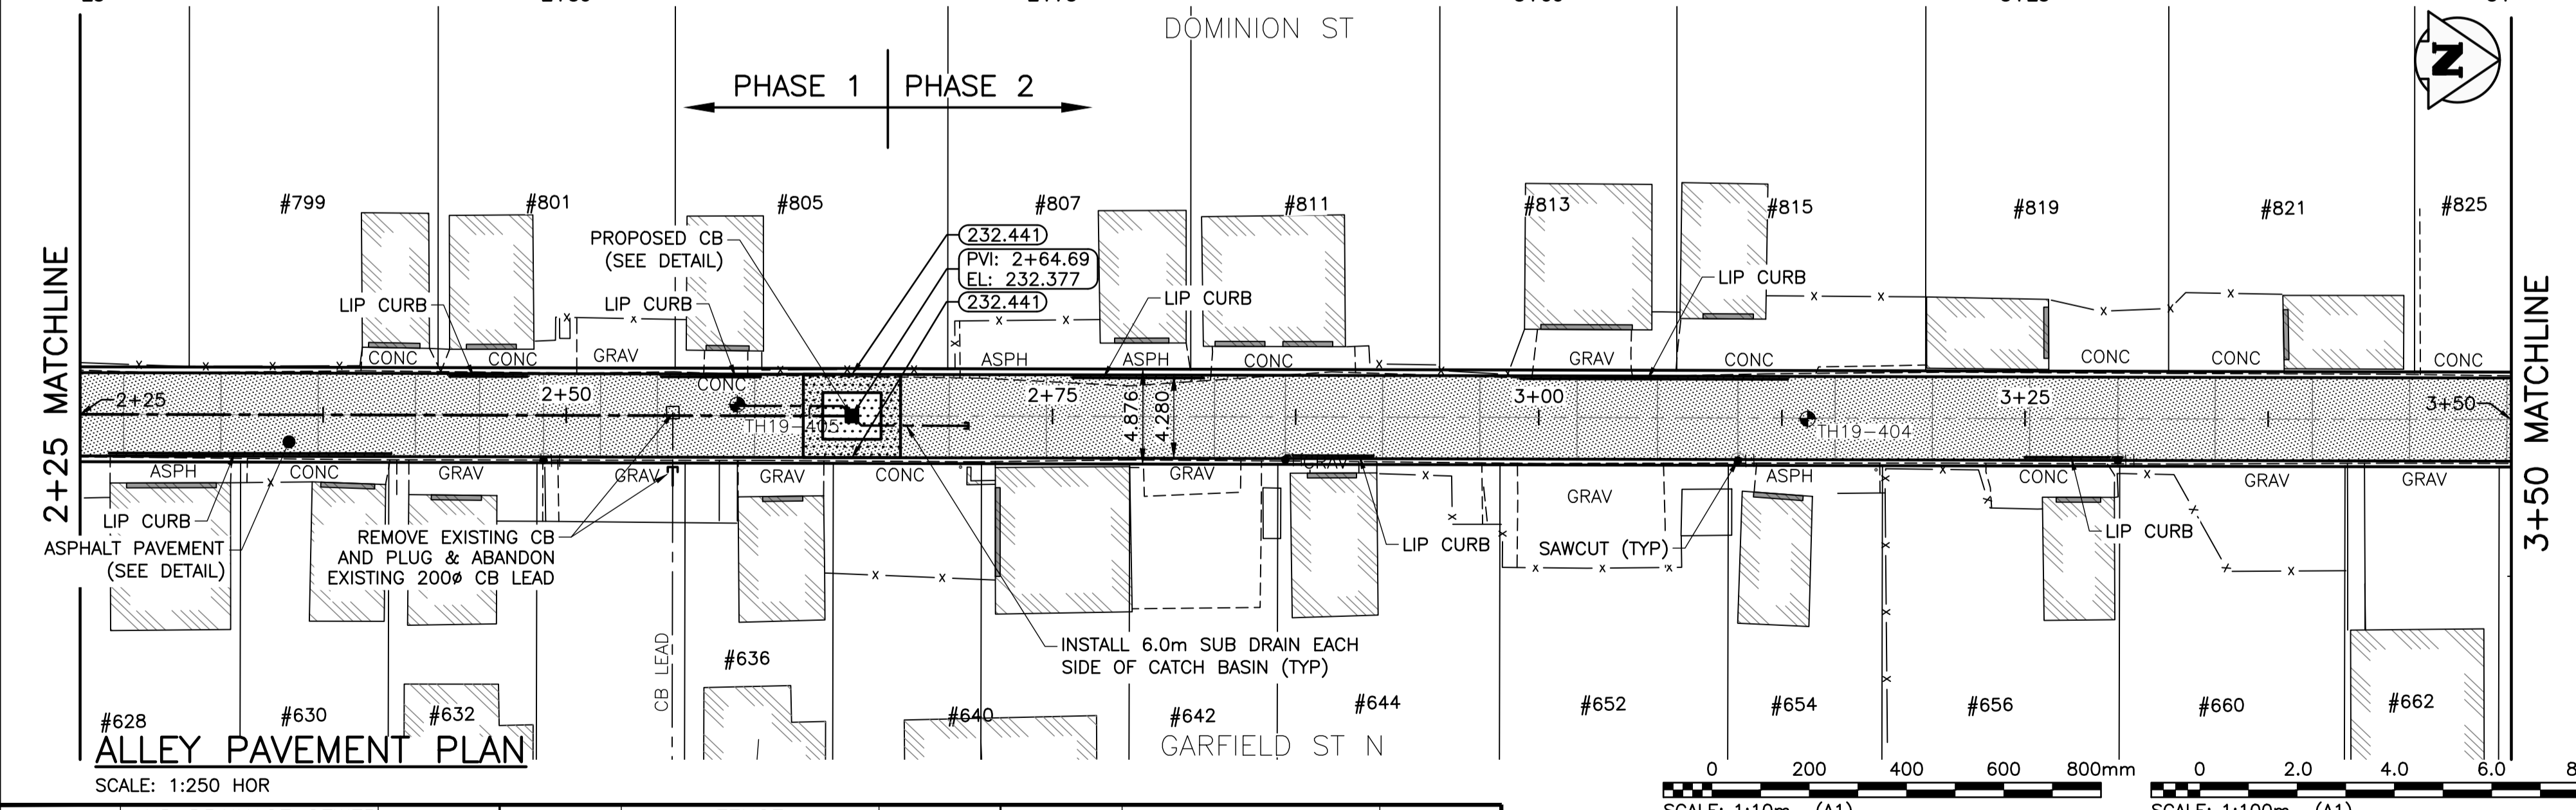 DOMINION ST
N
PHASE 1
PHASE 2
#799
#801
#805
#807
#811
#813
#815
#819
#821
#825
PROPOSED CB
(SEE DETAIL)
232.441
PVI: 2+64.69
EL: 232.377
232.441
LIP CURB
LIP CURB
LIP CURB
LIP CURB
CONC
CONC
GRAV
CONC
ASPH
ASPH
CONC
GRAV
CONC
CONC
CONC
CONC
2+25 MATCHLINE
2+25
2+50
2+75
3+00
3+25
3+50
3+50 MATCHLINE
TH19-405
4.876
4.280
TH19-404
ASPH
CONC
GRAV
GRAV
GRAV
CONC
GRAV
GRAV
GRAV
ASPH
CONC
GRAV
GRAV
LIP CURB
ASPHALT PAVEMENT
(SEE DETAIL)
REMOVE EXISTING CB
AND PLUG & ABANDON
EXISTING 200ø CB LEAD
LIP CURB
SAWCUT (TYP)
LIP CURB
INSTALL 6.0m SUB DRAIN EACH
SIDE OF CATCH BASIN (TYP)
CB LEAD
#628
#630
#632
#636
#640
#642
#644
#652
#654
#656
#660
#662
GARFIELD ST N
ALLEY PAVEMENT PLAN
SCALE: 1:250 HOR
0 200 400 600 800mm
SCALE: 1:10m (A1)
0 2.0 4.0 6.0
SCALE: 1:100m (A1)